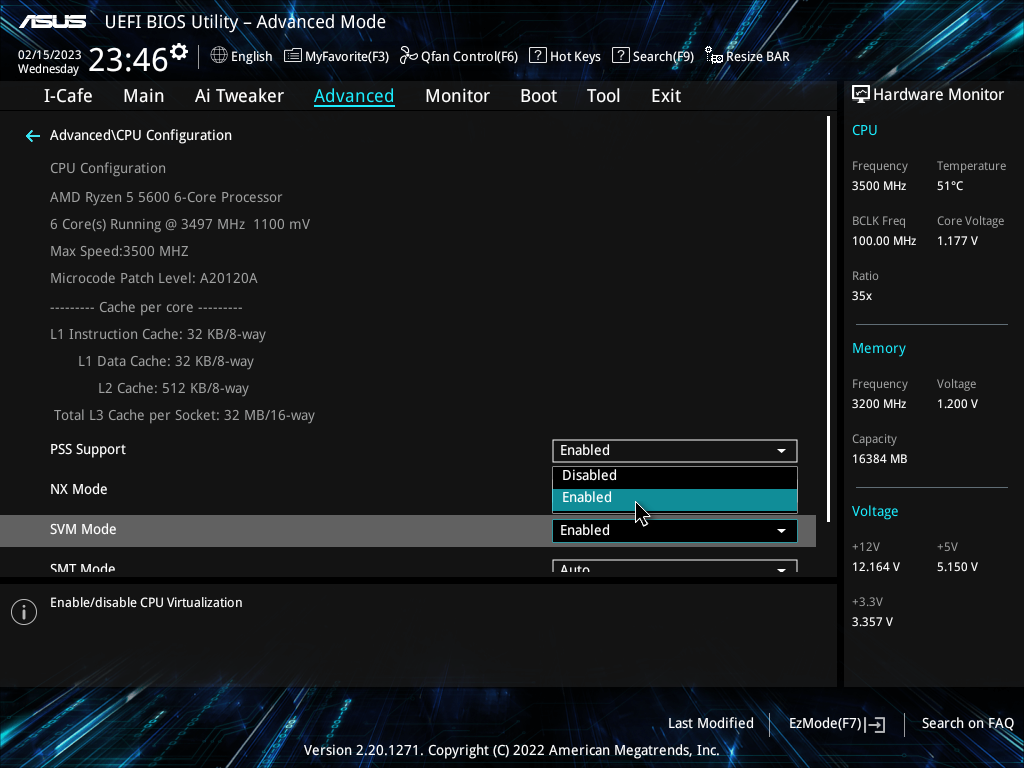 ASUS UEFI BIOS Utility – Advanced Mode
02/15/2023
Wednesday
23:46
English MyFavorite(F3) Qfan Control(F6) ? Hot Keys ? Search(F9) Resize BAR
I-Cafe Main Ai Tweaker Advanced Monitor Boot Tool Exit
Advanced\CPU Configuration
CPU Configuration
AMD Ryzen 5 5600 6-Core Processor
6 Core(s) Running @ 3497 MHz 1100 mV
Max Speed:3500 MHZ
Microcode Patch Level: A20120A
--------- Cache per core ---------
L1 Instruction Cache: 32 KB/8-way
L1 Data Cache: 32 KB/8-way
L2 Cache: 512 KB/8-way
Total L3 Cache per Socket: 32 MB/16-way
PSS Support Enabled
Disabled
NX Mode Enabled
SVM Mode Enabled
SMT Mode Auto
Enable/disable CPU Virtualization
Hardware Monitor
CPU
Frequency Temperature
3500 MHz 51°C
BCLK Freq Core Voltage
100.00 MHz 1.177 V
Ratio
35x
Memory
Frequency Voltage
3200 MHz 1.200 V
Capacity
16384 MB
Voltage
+12V +5V
12.164 V 5.150 V
+3.3V
3.357 V
Last Modified EzMode(F7) Search on FAQ
Version 2.20.1271. Copyright (C) 2022 American Megatrends, Inc.